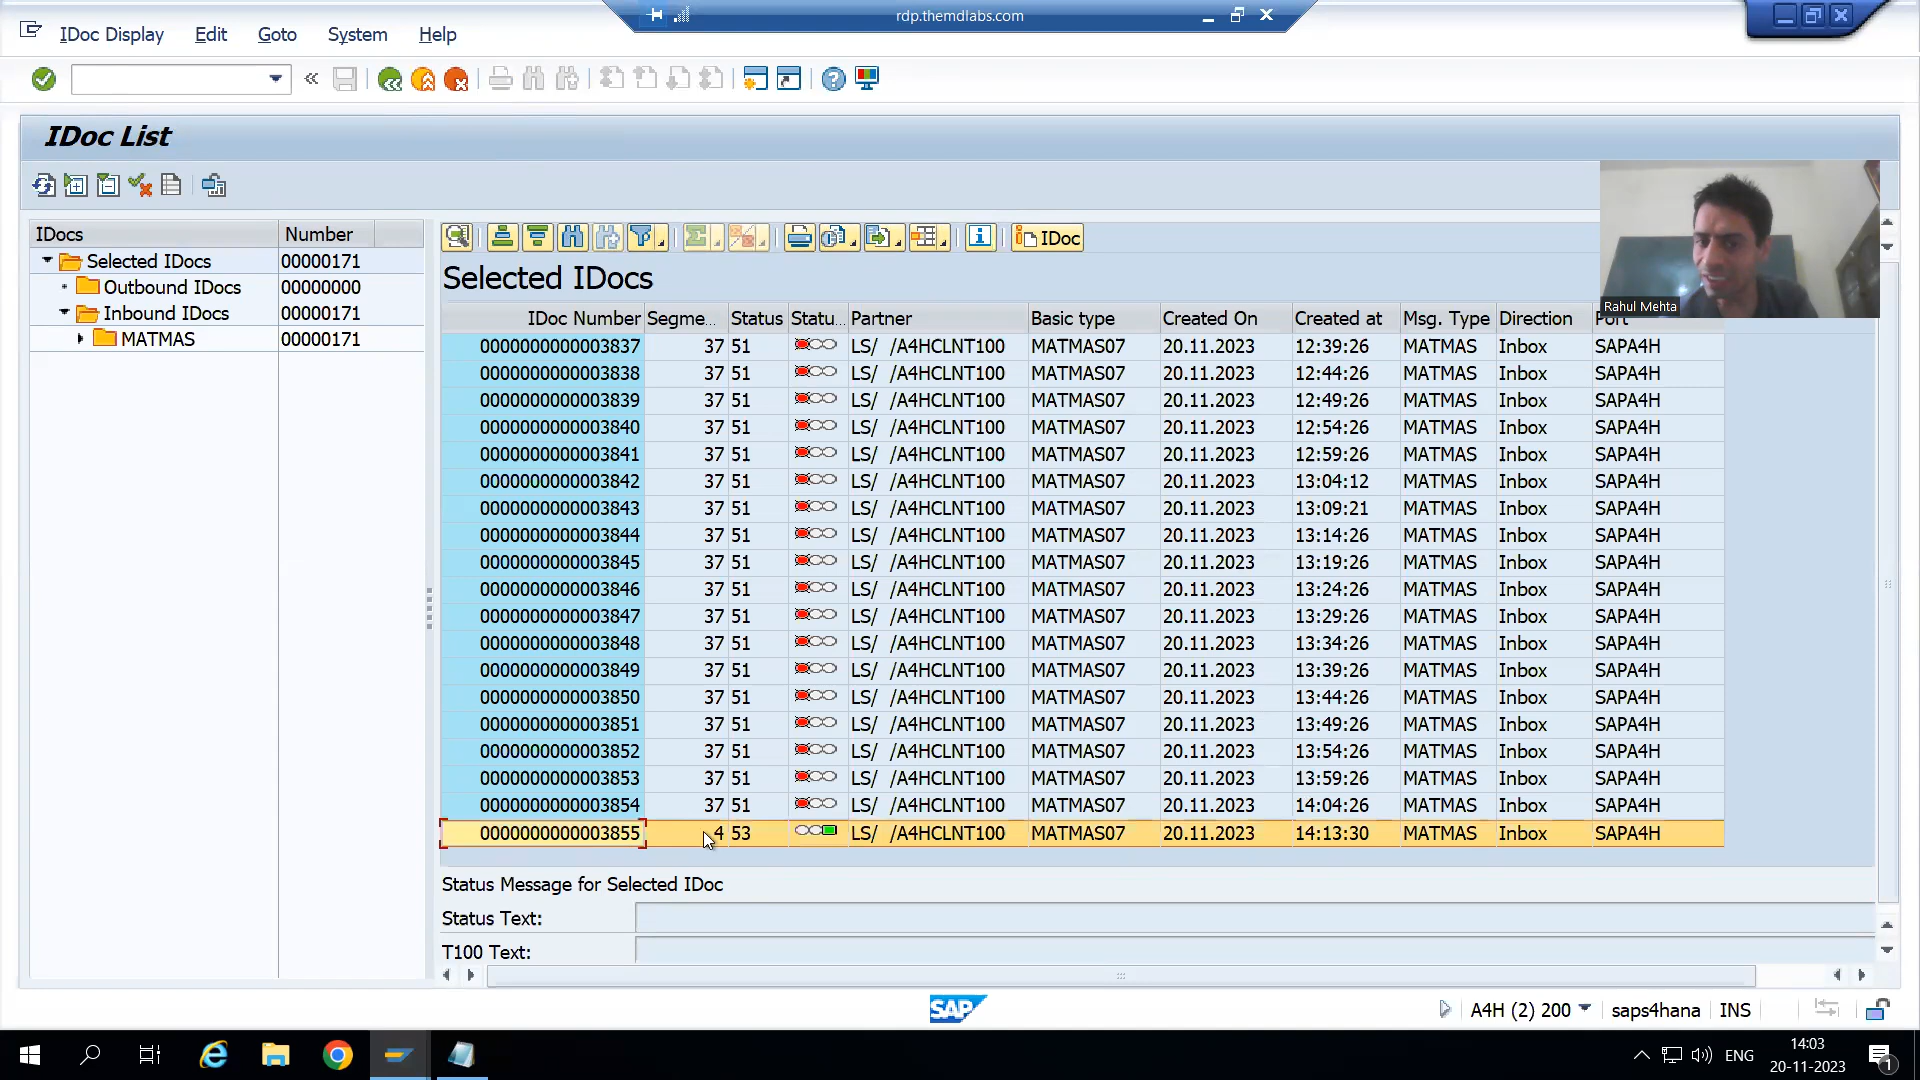 rdp.themdlabs.com
IDoc Display Edit Goto System Help
IDoc List
IDocs Number
Selected IDocs 00000171
Outbound IDocs 00000000
Inbound IDocs 00000171
MATMAS 00000171
IDoc
Selected IDocs
Rahul Mehta
IDoc Number Segme... Status Statu... Partner Basic type Created On Created at Msg. Type Direction Port
0000000000003837 37 51 LS/ /A4HCLNT100 MATMAS07 20.11.2023 12:39:26 MATMAS Inbox SAPA4H
0000000000003838 37 51 LS/ /A4HCLNT100 MATMAS07 20.11.2023 12:44:26 MATMAS Inbox SAPA4H
0000000000003839 37 51 LS/ /A4HCLNT100 MATMAS07 20.11.2023 12:49:26 MATMAS Inbox SAPA4H
0000000000003840 37 51 LS/ /A4HCLNT100 MATMAS07 20.11.2023 12:54:26 MATMAS Inbox SAPA4H
0000000000003841 37 51 LS/ /A4HCLNT100 MATMAS07 20.11.2023 12:59:26 MATMAS Inbox SAPA4H
0000000000003842 37 51 LS/ /A4HCLNT100 MATMAS07 20.11.2023 13:04:12 MATMAS Inbox SAPA4H
0000000000003843 37 51 LS/ /A4HCLNT100 MATMAS07 20.11.2023 13:09:21 MATMAS Inbox SAPA4H
0000000000003844 37 51 LS/ /A4HCLNT100 MATMAS07 20.11.2023 13:14:26 MATMAS Inbox SAPA4H
0000000000003845 37 51 LS/ /A4HCLNT100 MATMAS07 20.11.2023 13:19:26 MATMAS Inbox SAPA4H
0000000000003846 37 51 LS/ /A4HCLNT100 MATMAS07 20.11.2023 13:24:26 MATMAS Inbox SAPA4H
0000000000003847 37 51 LS/ /A4HCLNT100 MATMAS07 20.11.2023 13:29:26 MATMAS Inbox SAPA4H
0000000000003848 37 51 LS/ /A4HCLNT100 MATMAS07 20.11.2023 13:34:26 MATMAS Inbox SAPA4H
0000000000003849 37 51 LS/ /A4HCLNT100 MATMAS07 20.11.2023 13:39:26 MATMAS Inbox SAPA4H
0000000000003850 37 51 LS/ /A4HCLNT100 MATMAS07 20.11.2023 13:44:26 MATMAS Inbox SAPA4H
0000000000003851 37 51 LS/ /A4HCLNT100 MATMAS07 20.11.2023 13:49:26 MATMAS Inbox SAPA4H
0000000000003852 37 51 LS/ /A4HCLNT100 MATMAS07 20.11.2023 13:54:26 MATMAS Inbox SAPA4H
0000000000003853 37 51 LS/ /A4HCLNT100 MATMAS07 20.11.2023 13:59:26 MATMAS Inbox SAPA4H
0000000000003854 37 51 LS/ /A4HCLNT100 MATMAS07 20.11.2023 14:04:26 MATMAS Inbox SAPA4H
0000000000003855 4 53 LS/ /A4HCLNT100 MATMAS07 20.11.2023 14:13:30 MATMAS Inbox SAPA4H
Status Message for Selected IDoc
Status Text:
T100 Text:
SAP
A4H (2) 200 saps4hana INS
ENG
14:03
20-11-2023
1